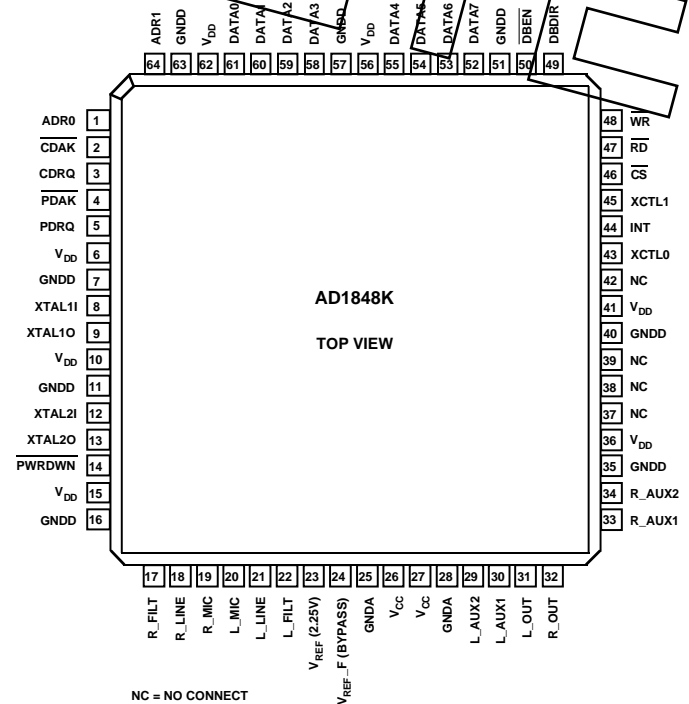 ADR1 GNDD VDD DATA0 DATA1 DATA2 DATA3 GNDD VDD DATA4 DATA5 DATA6 DATA7 GNDD DBEN DBDIR
64 63 62 61 60 59 58 57 56 55 54 53 52 51 50 49
ADR0 1
CDAK 2
CDRQ 3
PDAK 4
PDRQ 5
VDD 6
GNDD 7
XTAL1I 8
XTAL1O 9
VDD 10
GNDD 11
XTAL2I 12
XTAL2O 13
PWRDWN 14
VDD 15
GNDD 16
AD1848K
TOP VIEW
48 WR
47 RD
46 CS
45 XCTL1
44 INT
43 XCTL0
42 NC
41 VDD
40 GNDD
39 NC
38 NC
37 NC
36 VDD
35 GNDD
34 R_AUX2
33 R_AUX1
17 18 19 20 21 22 23 24 25 26 27 28 29 30 31 32
R_FILT R_LINE R_MIC L_MIC L_LINE L_FILT VREF (2.25V) VREF_F (BYPASS) GNDA VCC VCC GNDA L_AUX2 L_AUX1 L_OUT R_OUT
NC = NO CONNECT